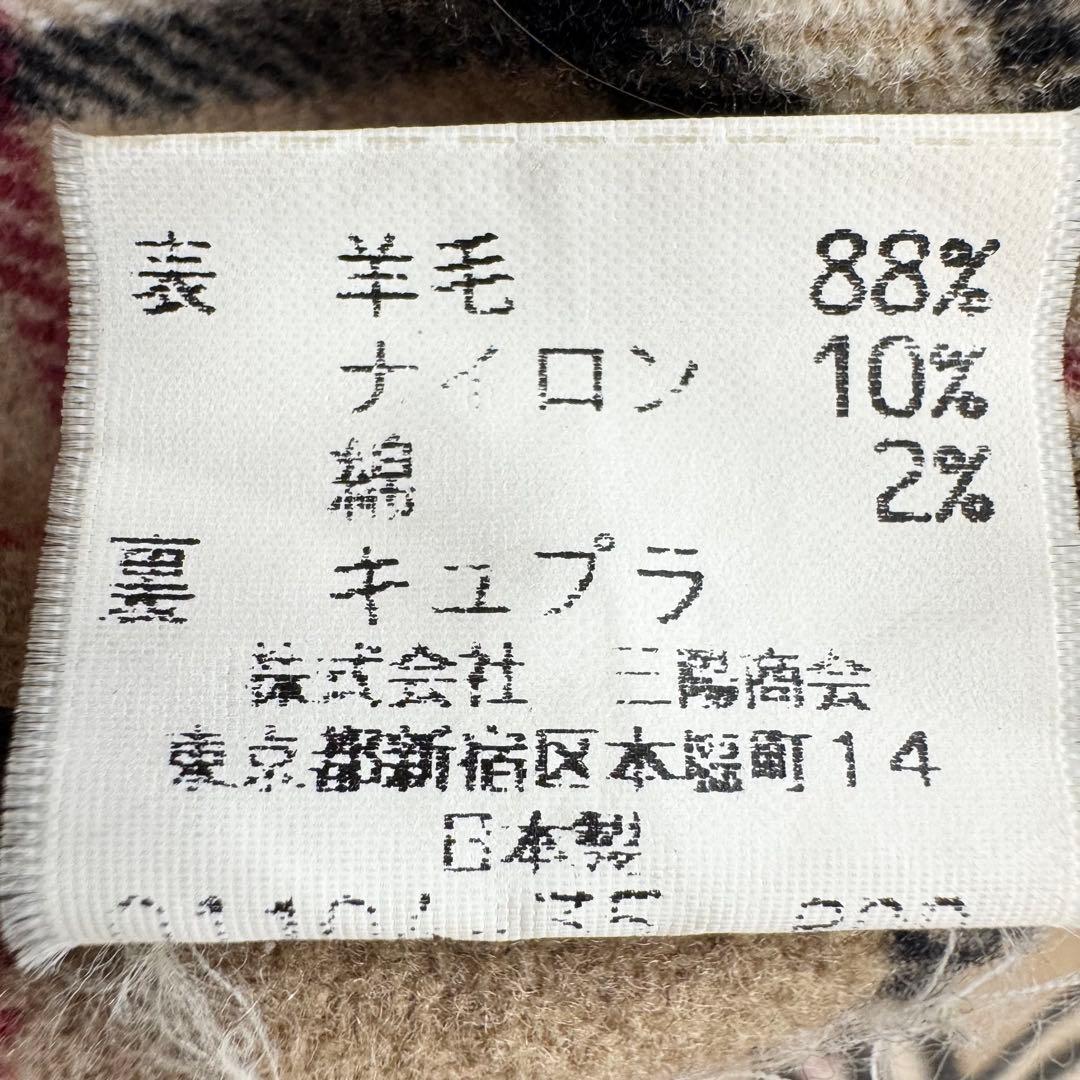 表 羊毛 88%
ナイロン 10%
綿 2%
裏 キュプラ
株式会社 三陽商会
東京都新宿区本塩町14
日本製